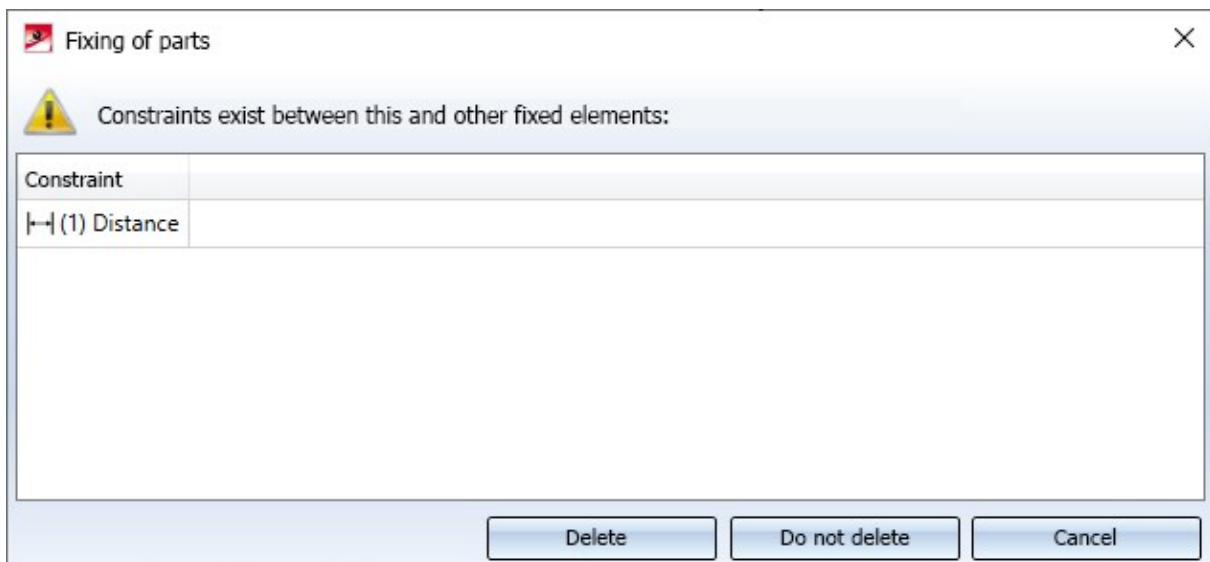 Fixing of parts
Constraints exist between this and other fixed elements:
Constraint
(1) Distance
Delete Do not delete Cancel